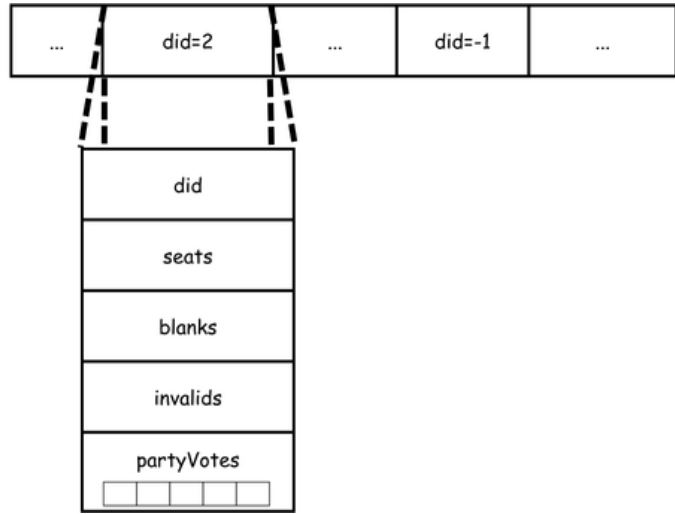 ... did=2 ... did=-1 ...
did
seats
blanks
invalids
partyVotes